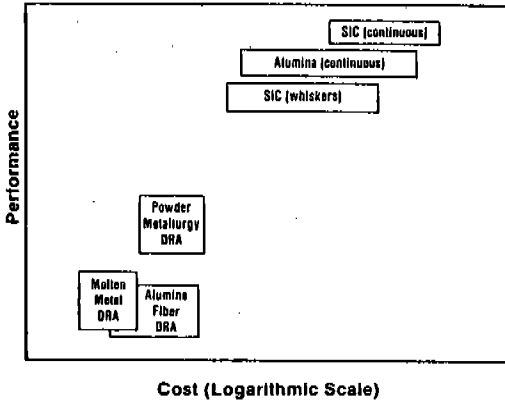 SIC (continuous)
Alumina (continuous)
SIC (whiskers)
Performance
Powder
Metallurgy
DRA
Molten
Metal
DRA
Alumina
Fiber
DRA
Cost (Logarithmic Scale)